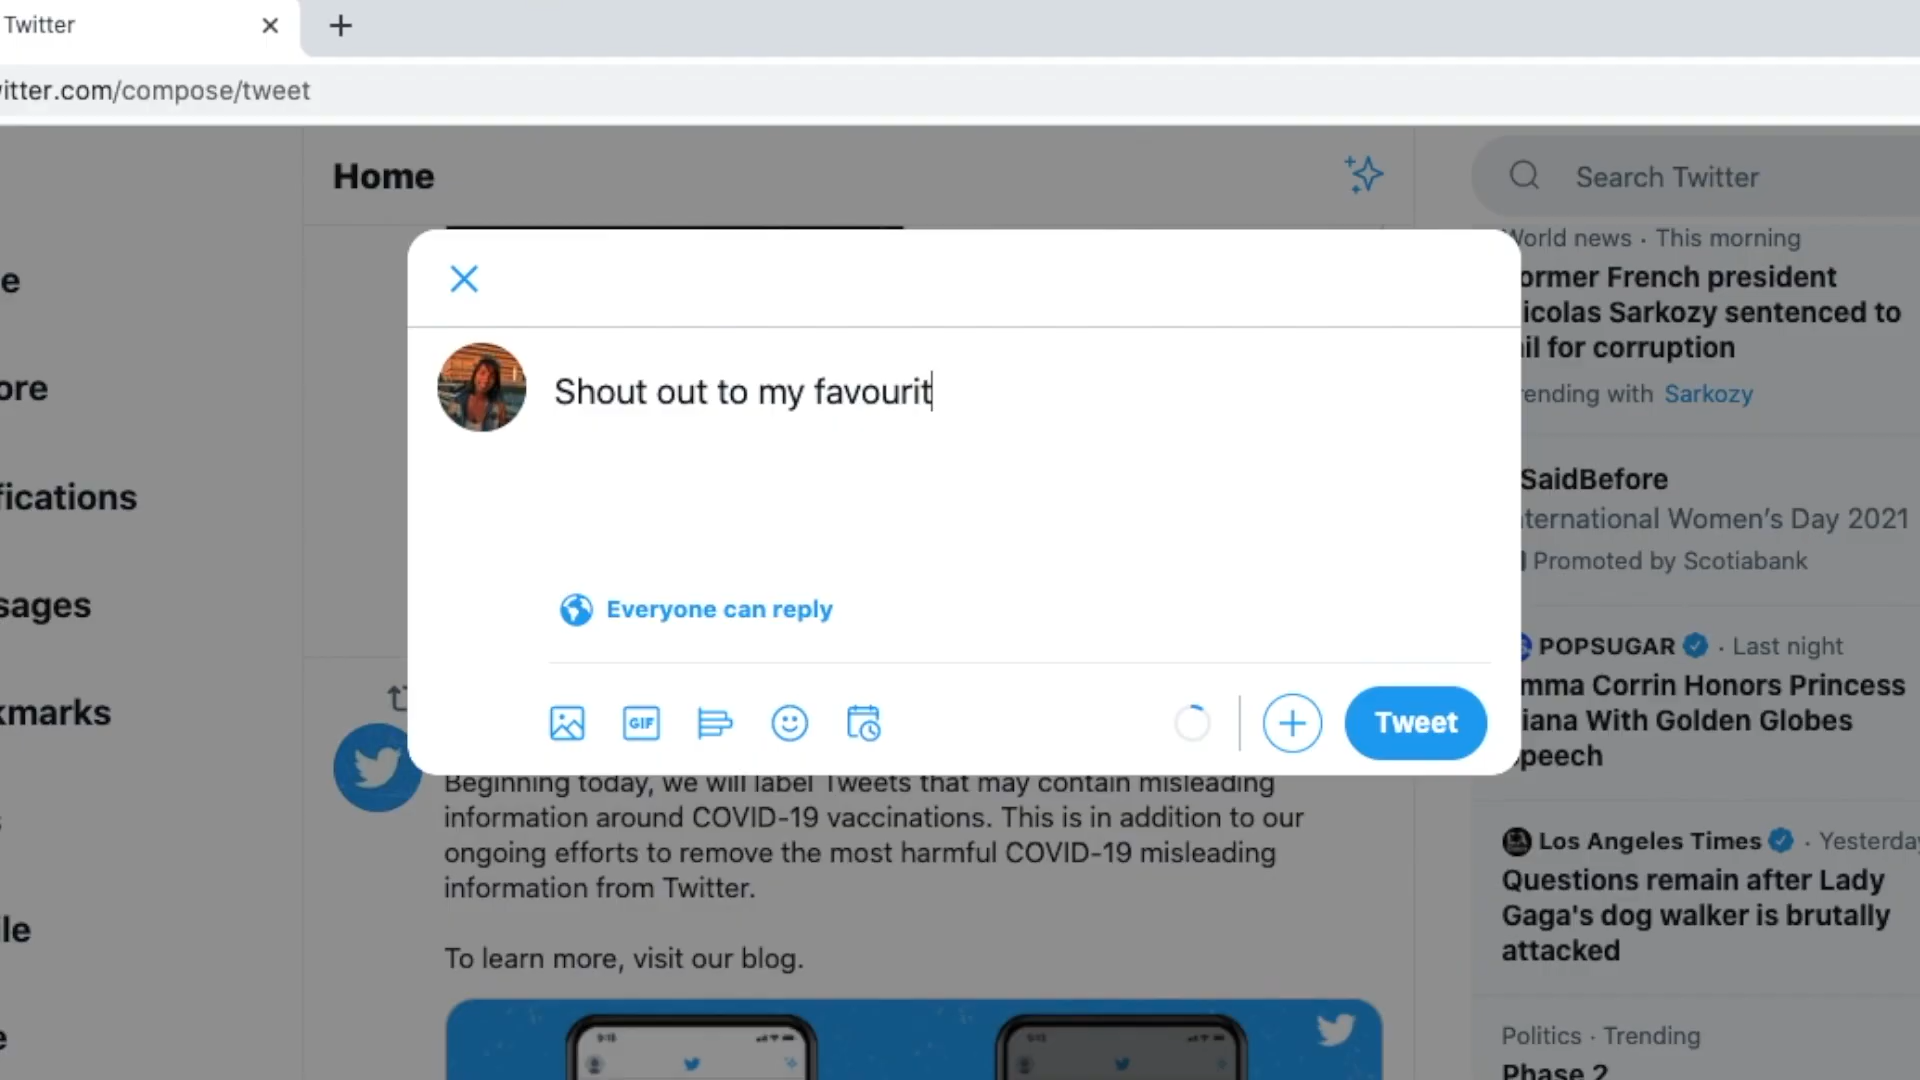 Twitter
itter.com/compose/tweet
Home
Search Twitter
World news · This morning
ormer French president
icolas Sarkozy sentenced to
il for corruption
ending with Sarkozy
SaidBefore
ternational Women's Day 2021
Promoted by Scotiabank
POPSUGAR · Last night
mma Corrin Honors Princess
iana With Golden Globes
peech
Los Angeles Times · Yesterday
Questions remain after Lady
Gaga's dog walker is brutally
attacked
Politics · Trending
Phase 2
e
ore
fications
sages
kmarks
s
le
e
Shout out to my favourit
Everyone can reply
GIF
Tweet
Beginning today, we will label Tweets that may contain misleading
information around COVID-19 vaccinations. This is in addition to our
ongoing efforts to remove the most harmful COVID-19 misleading
information from Twitter.
To learn more, visit our blog.